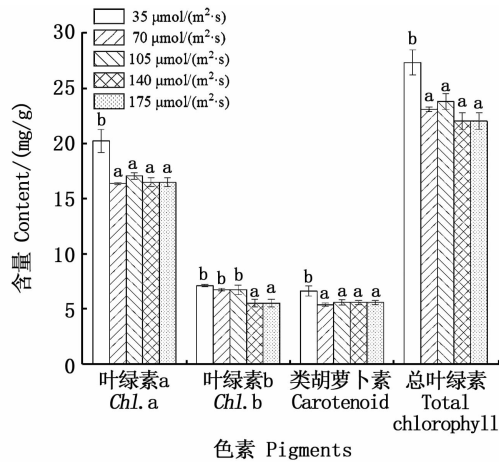 35 μmol/(m²·s)
70 μmol/(m²·s)
105 μmol/(m²·s)
140 μmol/(m²·s)
175 μmol/(m²·s)
含量 Content/(mg/g)
30
25
20
15
10
5
0
b a a a a
b b b a a
b a a a a
b a a a a
叶绿素a 叶绿素b 类胡萝卜素 总叶绿素
Chl.a Chl.b Carotenoid Total
chlorophyll
色素 Pigments